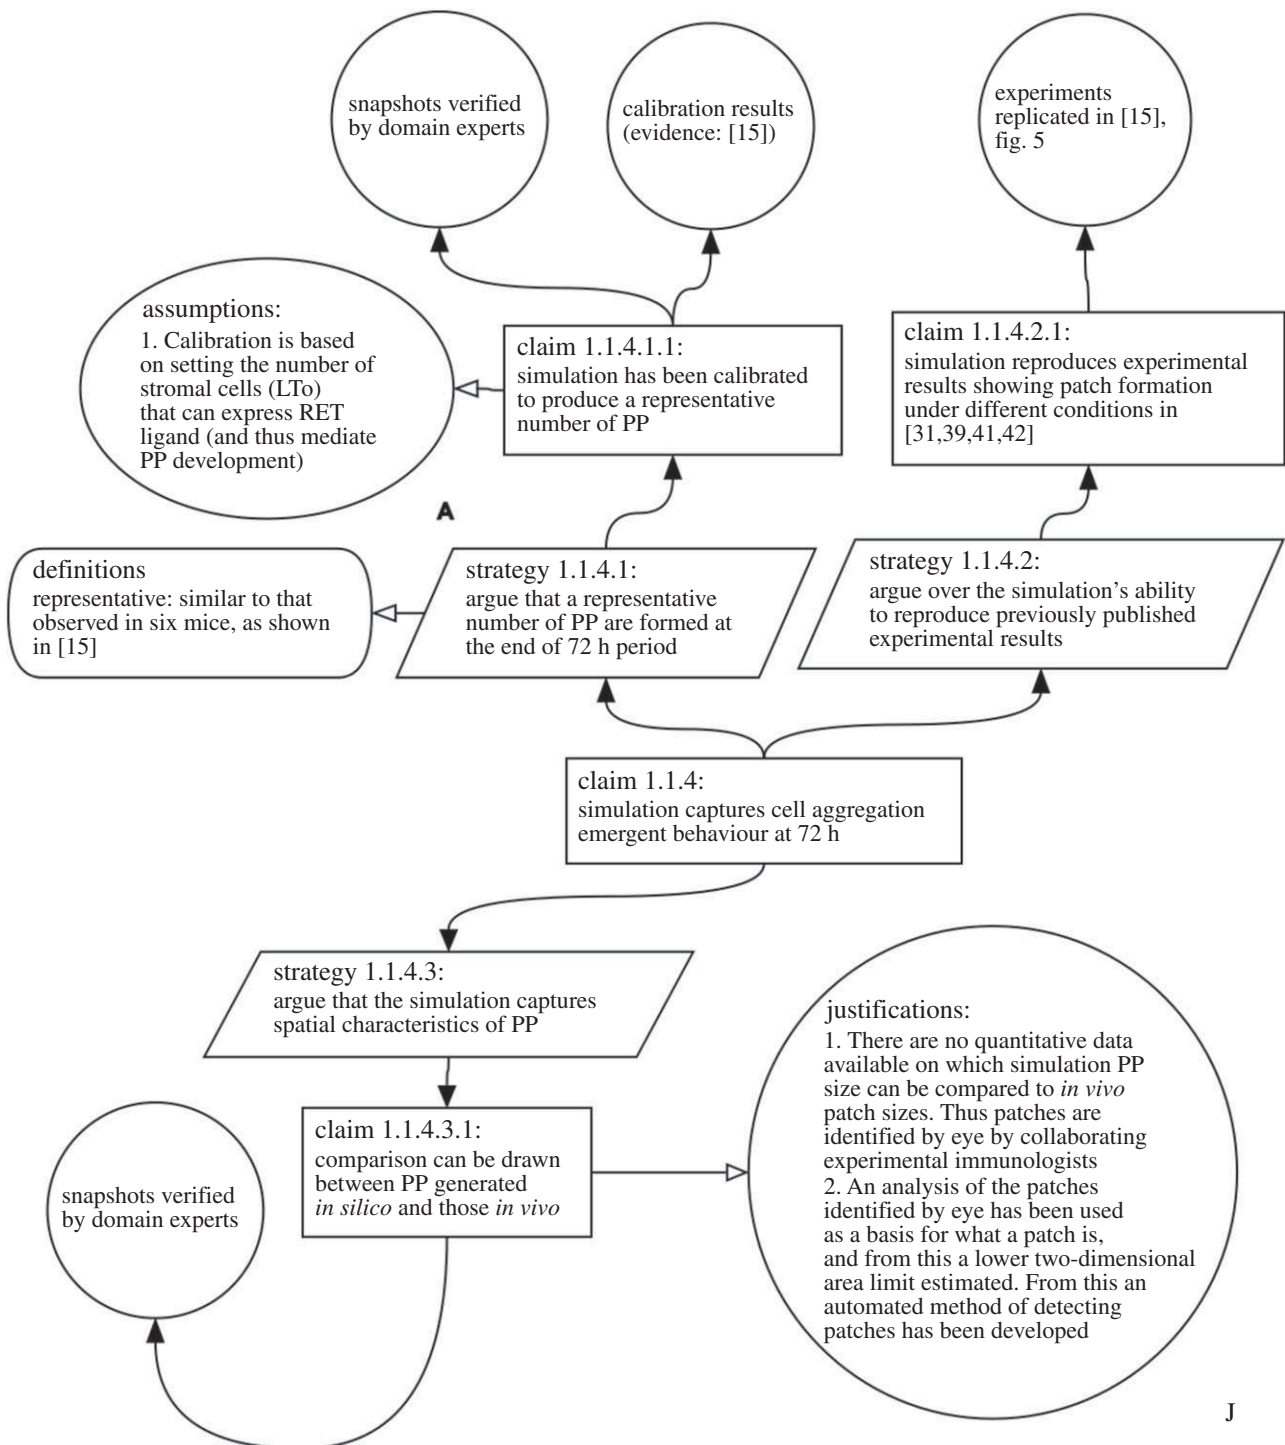 snapshots verified
by domain experts
calibration results
(evidence: [15])
experiments
replicated in [15],
fig. 5
assumptions:
1. Calibration is based
on setting the number of
stromal cells (LTo)
that can express RET
ligand (and thus mediate
PP development)
A
claim 1.1.4.1.1:
simulation has been calibrated
to produce a representative
number of PP
claim 1.1.4.2.1:
simulation reproduces experimental
results showing patch formation
under different conditions in
[31,39,41,42]
definitions
representative: similar to that
observed in six mice, as shown
in [15]
strategy 1.1.4.1:
argue that a representative
number of PP are formed at
the end of 72 h period
strategy 1.1.4.2:
argue over the simulation's ability
to reproduce previously published
experimental results
claim 1.1.4:
simulation captures cell aggregation
emergent behaviour at 72 h
strategy 1.1.4.3:
argue that the simulation captures
spatial characteristics of PP
claim 1.1.4.3.1:
comparison can be drawn
between PP generated
in silico and those in vivo
snapshots verified
by domain experts
justifications:
1. There are no quantitative data
available on which simulation PP
size can be compared to in vivo
patch sizes. Thus patches are
identified by eye by collaborating
experimental immunologists
2. An analysis of the patches
identified by eye has been used
as a basis for what a patch is,
and from this a lower two-dimensional
area limit estimated. From this an
automated method of detecting
patches has been developed
J